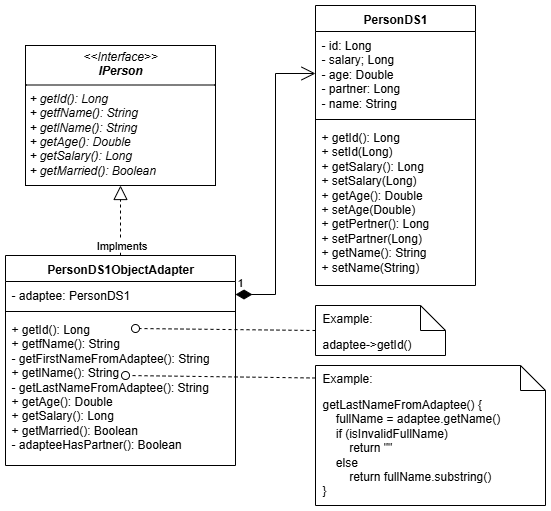 <<Interface>>
IPerson
+ getId(): Long
+ getfName(): String
+ getlName(): String
+ getAge(): Double
+ getSalary(): Long
+ getMarried(): Boolean
PersonDS1
- id: Long
- salary; Long
- age: Double
- partner: Long
- name: String
+ getId(): Long
+ setId(Long)
+ getSalary(): Long
+ setSalary(Long)
+ getAge(): Double
+ setAge(Double)
+ getPertner(): Long
+ setPartner(Long)
+ getName(): String
+ setName(String)
Implments
PersonDS1ObjectAdapter
- adaptee: PersonDS1
1
+ getId(): Long
+ getfName(): String
- getFirstNameFromAdaptee(): String
+ getlName(): String
- getLastNameFromAdaptee(): String
+ getAge(): Double
+ getSalary(): Long
+ getMarried(): Boolean
- adapteeHasPartner(): Boolean
Example:
adaptee->getId()
Example:
getLastNameFromAdaptee() {
fullName = adaptee.getName()
if (isInvalidFullName)
return ""
else
return fullName.substring()
}